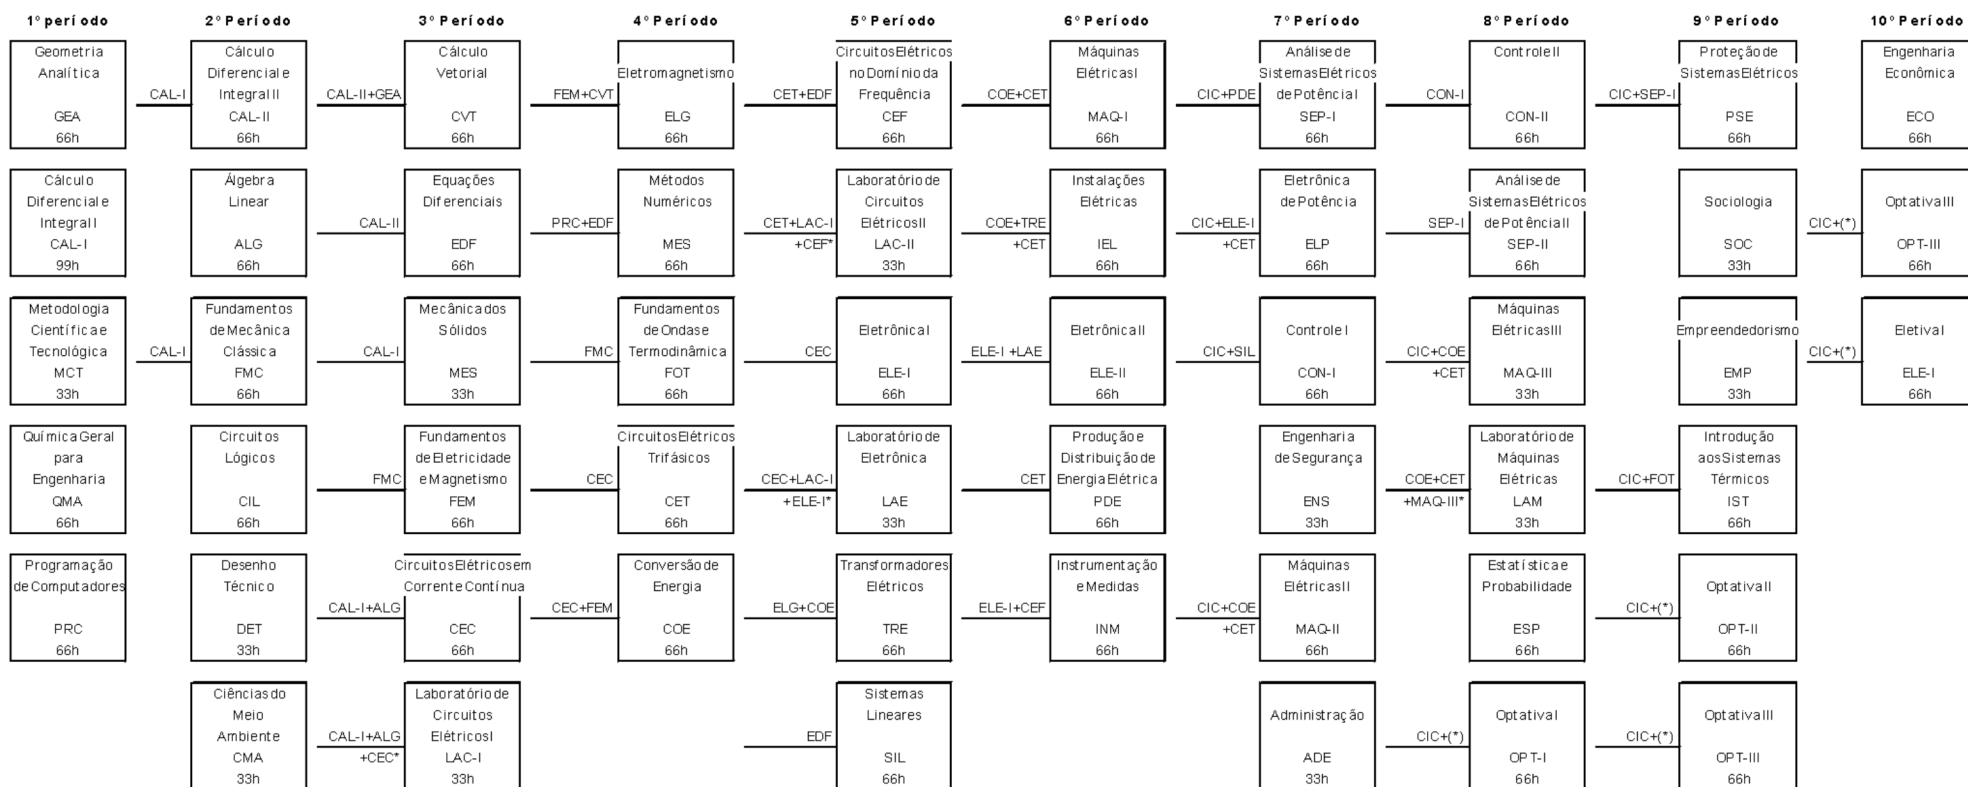 1º período
2º Período
3º Período
4º Período
5º Período
6º Período
7º Período
8º Período
9º Período
10º Período
Geometria
Analítica
GEA
66h
CAL-I
Cálculo
Diferencial e
Integral II
CAL-II
66h
CAL-II+GEA
Cálculo
Vetorial
CVT
66h
FEM+CVT
Eletromagnetismo
ELG
66h
CET+EDF
Circuitos Elétricos
no Domínio da
Frequência
CEF
66h
COE+CET
Máquinas
Elétricas I
MAQ-I
66h
CIC+PDE
Análise de
Sistemas Elétricos
de Potência I
SEP-I
66h
CON-I
Controle II
CON-II
66h
CIC+SEP-I
Proteção de
Sistemas Elétricos
PSE
66h
Engenharia
Econômica
ECO
66h
Cálculo
Diferencial e
Integral I
CAL-I
99h
Álgebra
Linear
ALG
66h
CAL-II
Equações
Diferenciais
EDF
66h
PRC+EDF
Métodos
Numéricos
MES
66h
CET+LAC-I
+CEF*
Laboratório de
Circuitos
Elétricos II
LAC-II
33h
COE+TRE
+CET
Instalações
Elétricas
IEL
66h
CIC+ELE-I
+CET
Eletrônica
de Potência
ELP
66h
SEP-I
Análise de
Sistemas Elétricos
de Potência II
SEP-II
66h
Sociologia
SOC
33h
CIC+(*)
Optativa III
OPT-III
66h
Metodologia
Científica e
Tecnológica
MCT
33h
CAL-I
Fundamentos
de Mecânica
Clássica
FMC
66h
CAL-I
Mecânica dos
Sólidos
MES
33h
FMC
Fundamentos
de Ondas e
Termodinâmica
FOT
66h
CEC
Eletrônica I
ELE-I
66h
ELE-I +LAE
Eletrônica II
ELE-II
66h
CIC+SIL
Controle I
CON-I
66h
CIC+COE
+CET
Máquinas
Elétricas III
MAQ-III
33h
Empreendedorismo
EMP
33h
CIC+(*)
Eletiva I
ELE-I
66h
Química Geral
para
Engenharia
QMA
66h
Circuitos
Lógicos
CIL
66h
FMC
Fundamentos
de Eletricidade
e Magnetismo
FEM
66h
CEC
Circuitos Elétricos
Trifásicos
CET
66h
CEC+LAC-I
+ELE-I*
Laboratório de
Eletrônica
LAE
33h
CET
Produção e
Distribuição de
Energia Elétrica
PDE
66h
Engenharia
de Segurança
ENS
33h
COE+CET
+MAQ-III*
Laboratório de
Máquinas
Elétricas
LAM
33h
CIC+FOT
Introdução
aos Sistemas
Térmicos
IST
66h
Programação
de Computadores
PRC
66h
Desenho
Técnico
DET
33h
CAL-I+ALG
Circuitos Elétricos em
Corrente Contínua
CEC
66h
CEC+FEM
Conversão de
Energia
COE
66h
ELG+COE
Transformadores
Elétricos
TRE
66h
ELE-I+CEF
Instrumentação
e Medidas
INM
66h
CIC+COE
+CET
Máquinas
Elétricas II
MAQ-II
66h
Estatística e
Probabilidade
ESP
66h
CIC+(*)
Optativa II
OPT-II
66h
Ciências do
Meio
Ambiente
CMA
33h
CAL-I+ALG
+CEC*
Laboratório de
Circuitos
Elétricos I
LAC-I
33h
EDF
Sistemas
Lineares
SIL
66h
Administração
ADE
33h
CIC+(*)
Optativa I
OPT-I
66h
CIC+(*)
Optativa III
OPT-III
66h